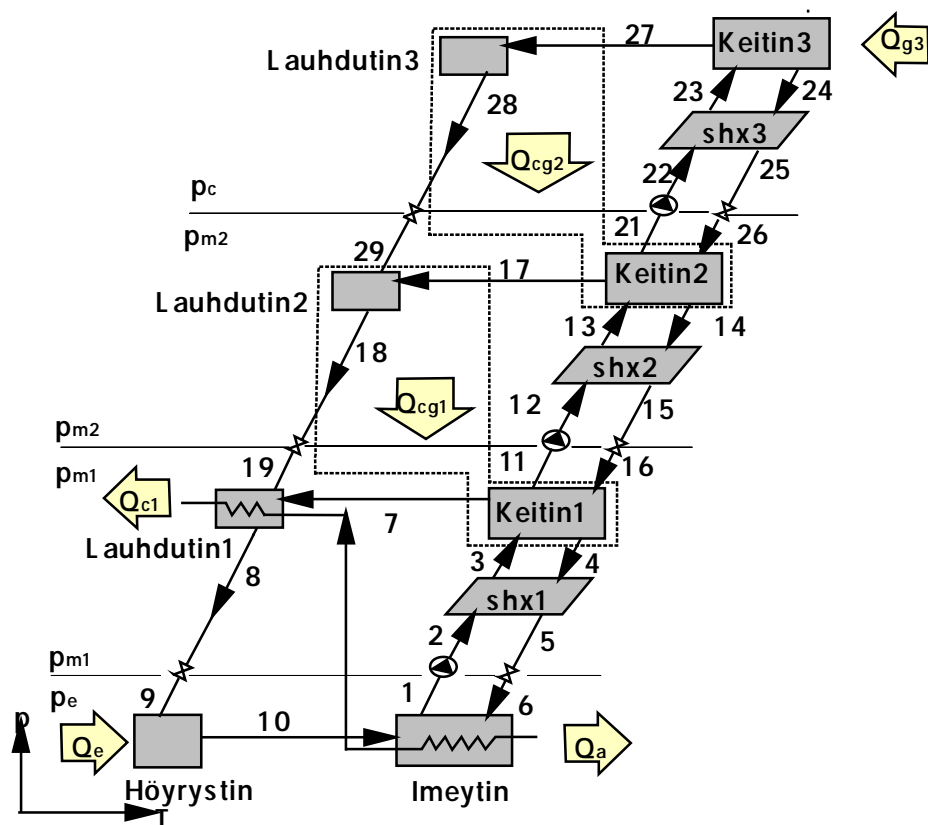 27
Keitin3
Qg3
Lauhdutin3
28
23
24
shx3
Qcg2
22
25
pc
pm2
21
26
29
17
Keitin2
Lauhdutin2
13
14
18
shx2
Qcg1
12
15
pm2
pm1
11
16
19
Qc1
7
Keitin1
Lauhdutin1
3
4
8
shx1
2
5
pm1
pe
9
1
6
p
10
Qe
Qa
Höyrystin
Imeytin
T